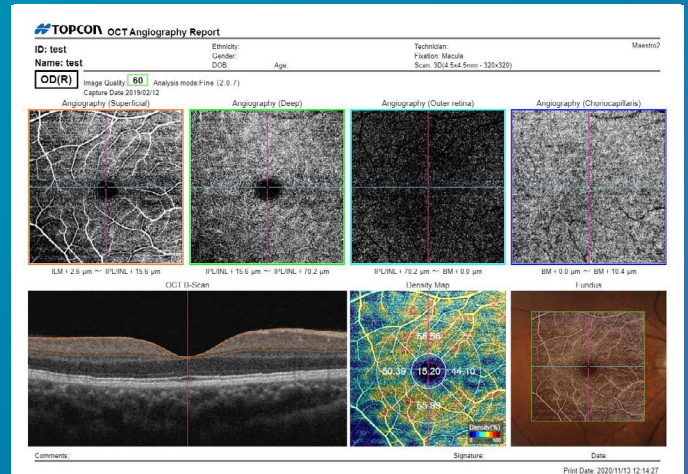 TOPCON OCT Angiography Report
ID: test
Name: test
Ethnicity:
Gender:
DOB: Age:
Technician:
Fixation: Macula
Scan: 3D(4.5x4.5mm - 320x320)
Maestro2
OD(R) Image Quality: 60 Analysis mode:Fine (2.0.7)
Capture Date:2019/02/12
Angiography (Superficial) Angiography (Deep) Angiography (Outer retina) Angiography (Choriocapillaris)
ILM + 2.6 μm ~ IPL/INL + 15.6 μm IPL/INL + 15.6 μm ~ IPL/INL + 70.2 μm IPL/INL + 70.2 μm ~ BM + 0.0 μm BM + 0.0 μm ~ BM + 10.4 μm
OCT B-Scan Density Map Fundus
15.20 44.10
Density(%)
0 100
Comments: Signature: Date:
Print Date: 2020/11/13 12:14:27